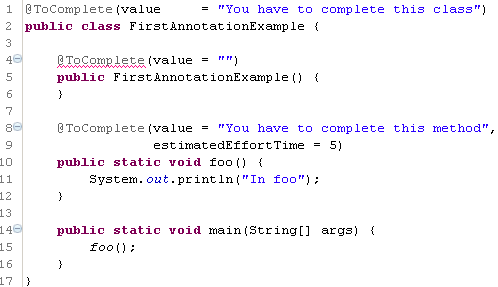 1 @ToComplete(value     = "You have to complete this class")
2 public class FirstAnnotationExample {
3
4     @ToComplete(value = "")
5     public FirstAnnotationExample() {
6     }
7
8     @ToComplete(value = "You have to complete this method",
9                 estimatedEffortTime = 5)
10     public static void foo() {
11         System.out.println("In foo");
12     }
13
14     public static void main(String[] args) {
15         foo();
16     }
17 }